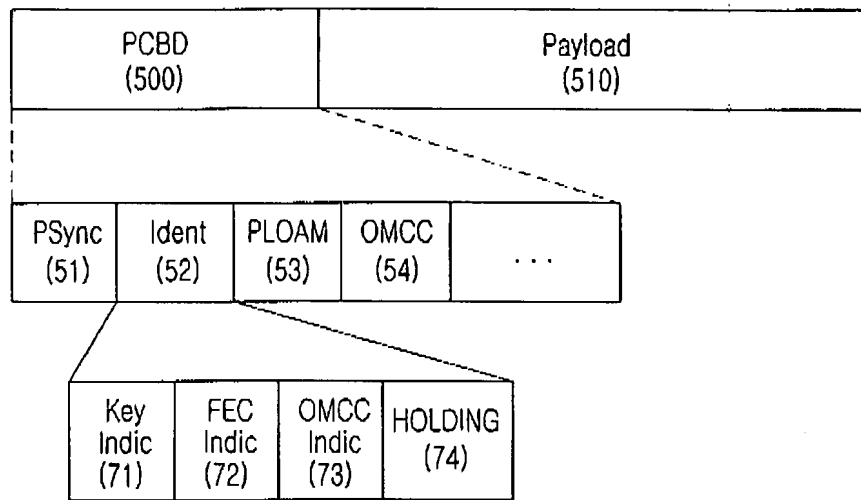 PCBD
(500)
Payload
(510)
PSync
(51)
Ident
(52)
PLOAM
(53)
OMCC
(54)
...
Key
Indic
(71)
FEC
Indic
(72)
OMCC
Indic
(73)
HOLDING
(74)